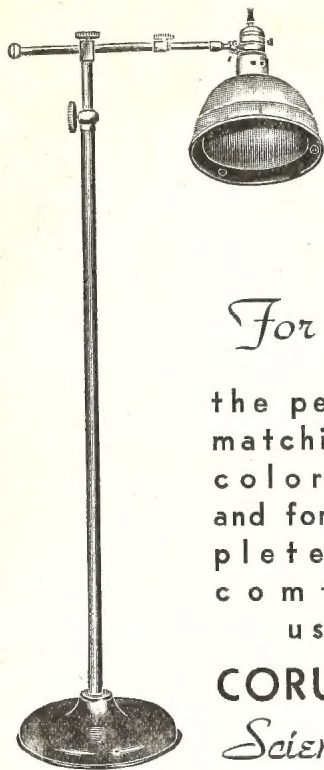 For
the pe
matchi
color
and for
plete
com
us
CORU
Scien